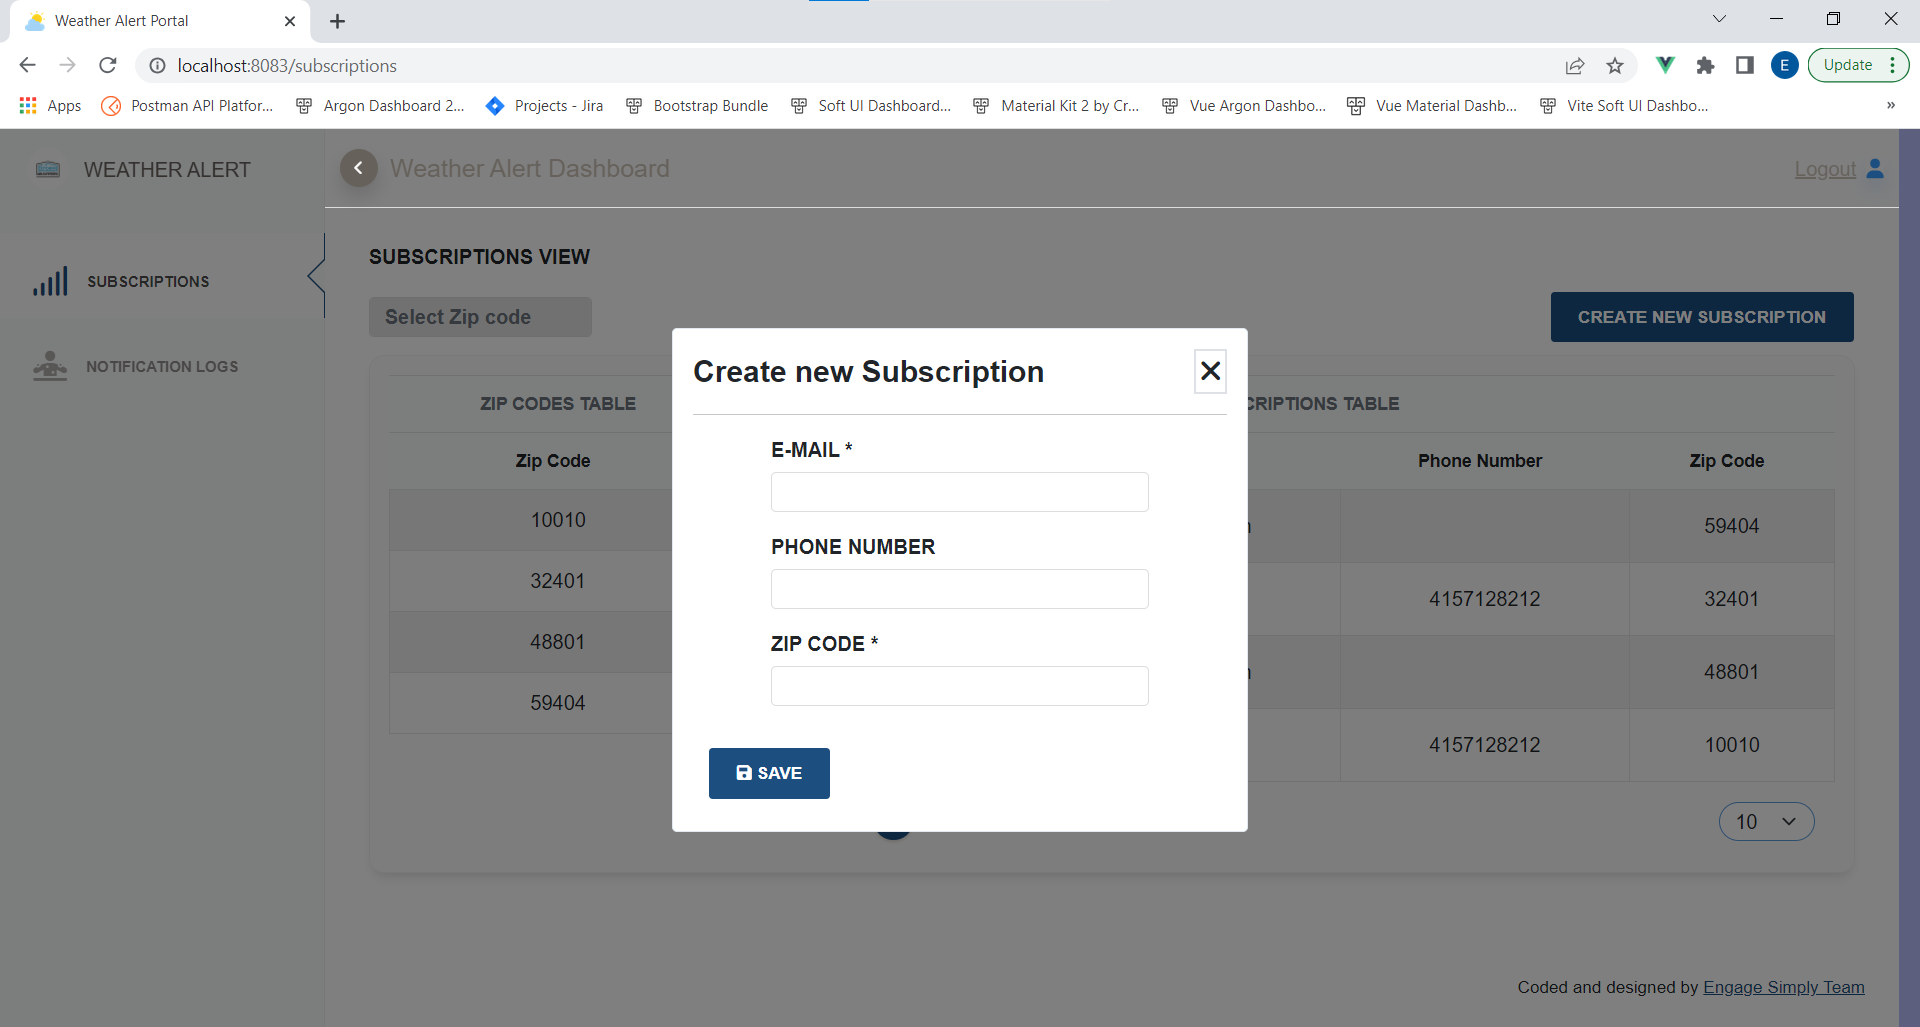 Weather Alert Portal
localhost:8083/subscriptions
E
Update
Apps
Postman API Platfor...
Argon Dashboard 2...
Projects - Jira
Bootstrap Bundle
Soft UI Dashboard...
Material Kit 2 by Cr...
Vue Argon Dashbo...
Vue Material Dashb...
Vite Soft UI Dashbo...
»
WEATHER ALERT
Weather Alert Dashboard
Logout
SUBSCRIPTIONS
NOTIFICATION LOGS
SUBSCRIPTIONS VIEW
Select Zip code
CREATE NEW SUBSCRIPTION
ZIP CODES TABLE
CRIPTIONS TABLE
Zip Code
Phone Number
Zip Code
10010
32401
48801
59404
59404
4157128212
32401
48801
4157128212
10010
10
Create new Subscription
E-MAIL *
PHONE NUMBER
ZIP CODE *
SAVE
Coded and designed by Engage Simply Team